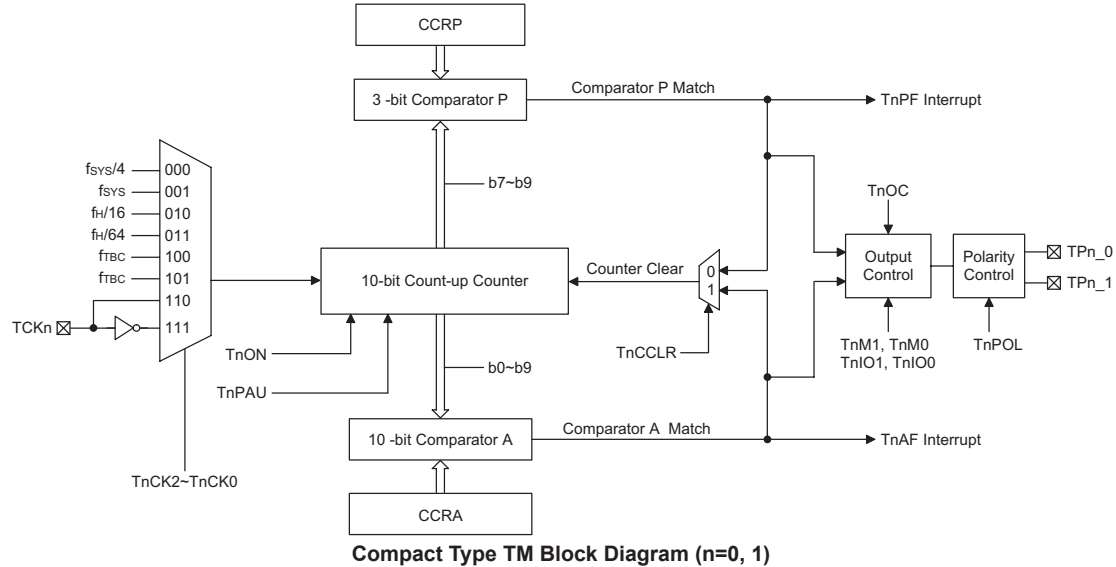 CCRP
3 -bit Comparator P
Comparator P Match
TnPF Interrupt
b7~b9
fSYS/4
000
fSYS
001
fH/16
010
fH/64
011
fTBC
100
fTBC
101
110
TCKn
111
10-bit Count-up Counter
Counter Clear
0
1
TnOC
Output
Control
Polarity
Control
TPn_0
TPn_1
TnON
TnPAU
b0~b9
TnCCLR
TnM1, TnM0
TnIO1, TnIO0
TnPOL
10 -bit Comparator A
Comparator A Match
TnAF Interrupt
TnCK2~TnCK0
CCRA
Compact Type TM Block Diagram (n=0, 1)